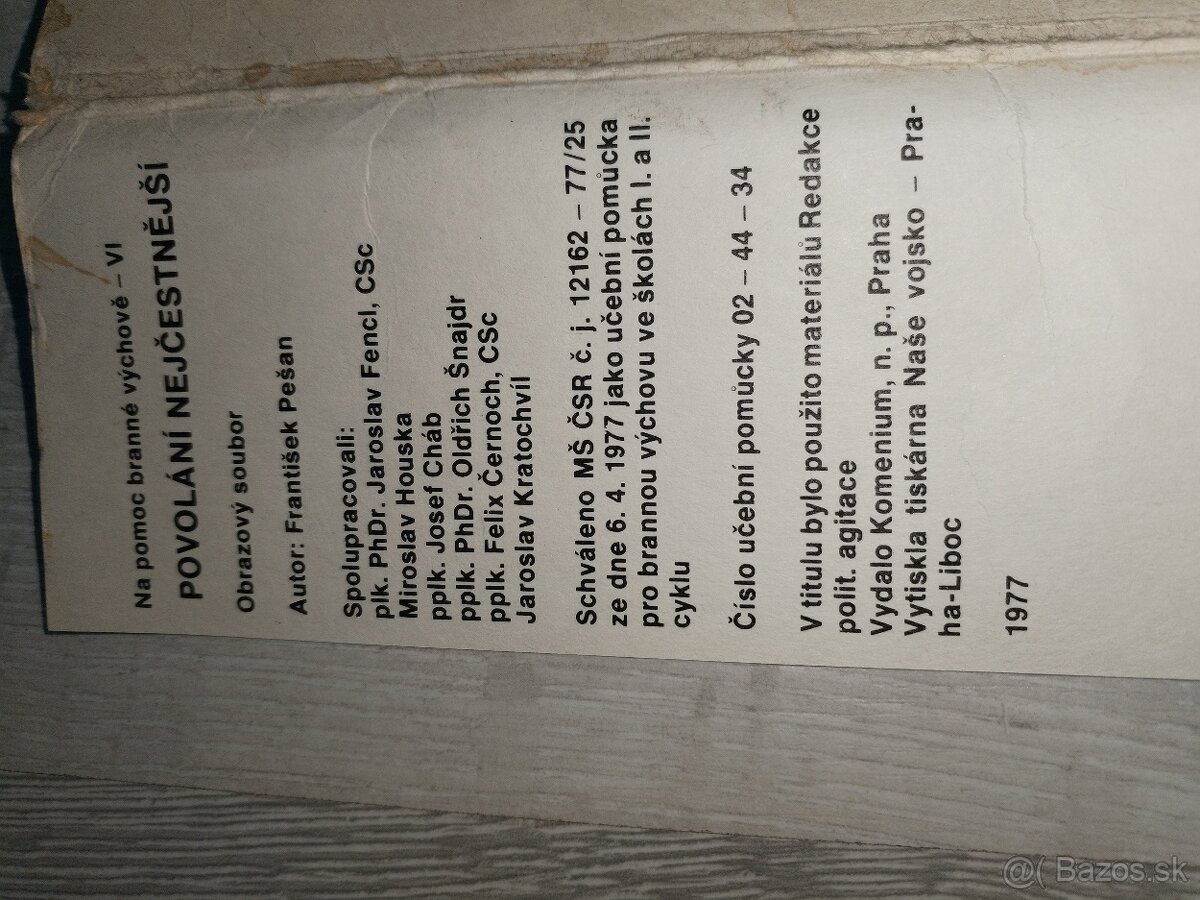 Na pomoc branné výchově – VI
POVOLÁNÍ NEJČESTNĚJŠÍ
Obrazový soubor
Autor: František Pešan
Spolupracovali:
plk. PhDr. Jaroslav Fencl, CSc
Miroslav Houska
pplk. Josef Cháb
pplk. PhDr. Oldřich Šnajdr
pplk. Felix Černoch, CSc
Jaroslav Kratochvíl
Schváleno MŠ ČSR č. j. 12162 – 77/25
ze dne 6. 4. 1977 jako učební pomůcka
pro brannou výchovu ve školách I. a II.
cyklu
Číslo učební pomůcky 02 – 44 – 34
V titulu bylo použito materiálů Redakce
polit. agitace
Vydalo Komenium, n. p., Praha
Vytiskla tiskárna Naše vojsko – Pra-
ha-Liboc
1977
@( Bazos.sk